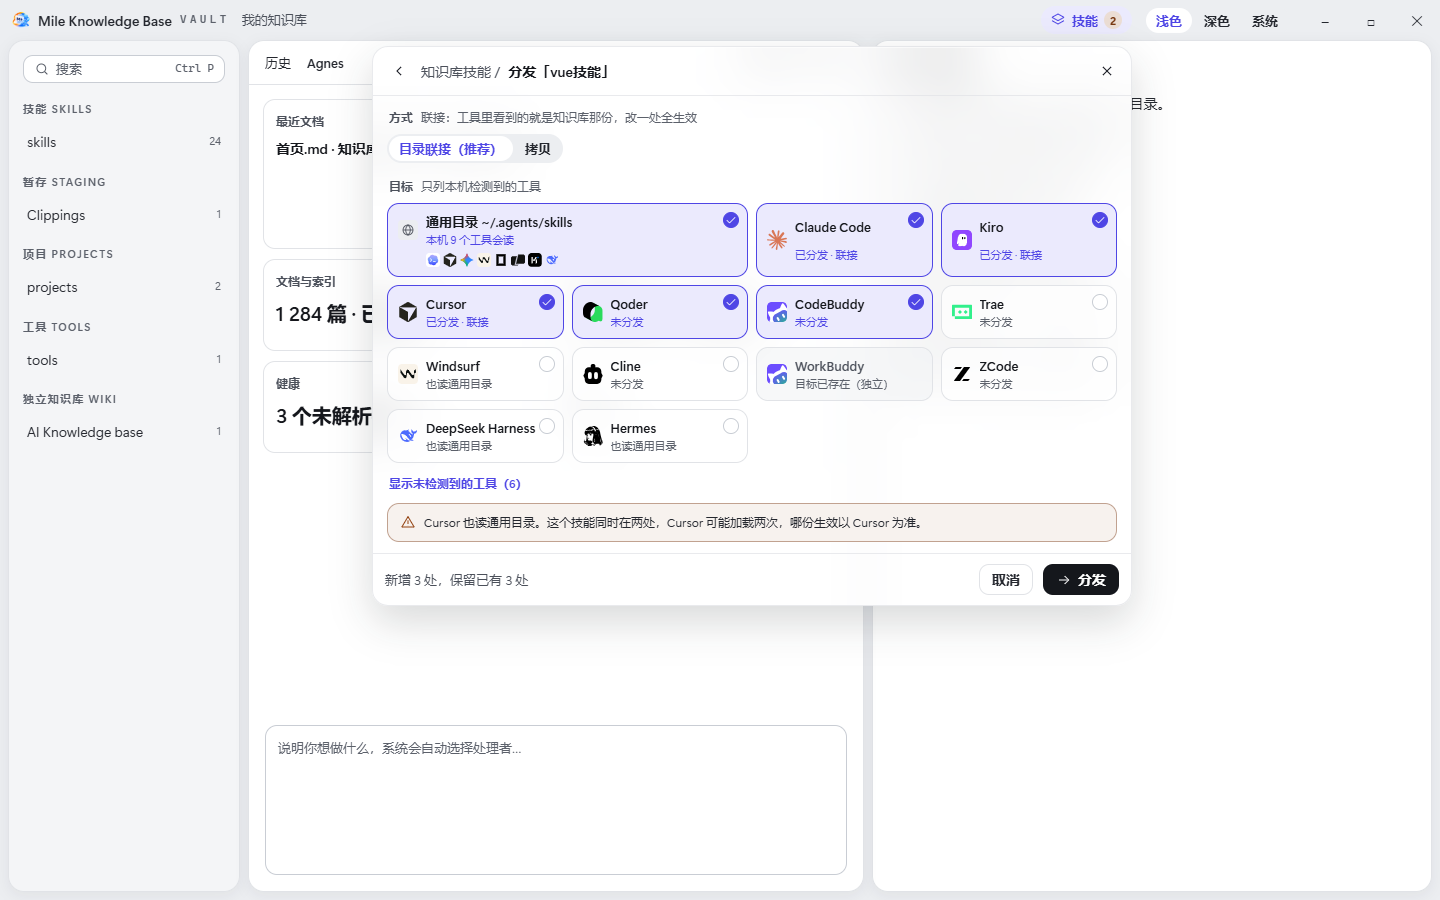 Mile Knowledge Base VAULT 我的知识库
技能 2 浅色 深色 系统
搜索 Ctrl P
技能 SKILLS
skills 24
暂存 STAGING
Clippings 1
项目 PROJECTS
projects 2
工具 TOOLS
tools 1
独立知识库 WIKI
AI Knowledge base 1
历史 Agnes
最近文档
首页.md · 知识库
文档与索引
1 284 篇 · 已
健康
3 个未解析
说明你想做什么，系统会自动选择处理者...
目录。
知识库技能 / 分发「vue技能」
方式 联接：工具里看到的就是知识库那份，改一处全生效
目录联接（推荐） 拷贝
目标 只列本机检测到的工具
通用目录 ~/.agents/skills
本机 9 个工具会读
Claude Code
已分发 · 联接
Kiro
已分发 · 联接
Cursor
已分发 · 联接
Qoder
未分发
CodeBuddy
未分发
Trae
未分发
Windsurf
也读通用目录
Cline
未分发
WorkBuddy
目标已存在（独立）
ZCode
未分发
DeepSeek Harness
也读通用目录
Hermes
也读通用目录
显示未检测到的工具（6）
Cursor 也读通用目录。这个技能同时在两处，Cursor 可能加载两次，哪份生效以 Cursor 为准。
新增 3 处，保留已有 3 处
取消
分发